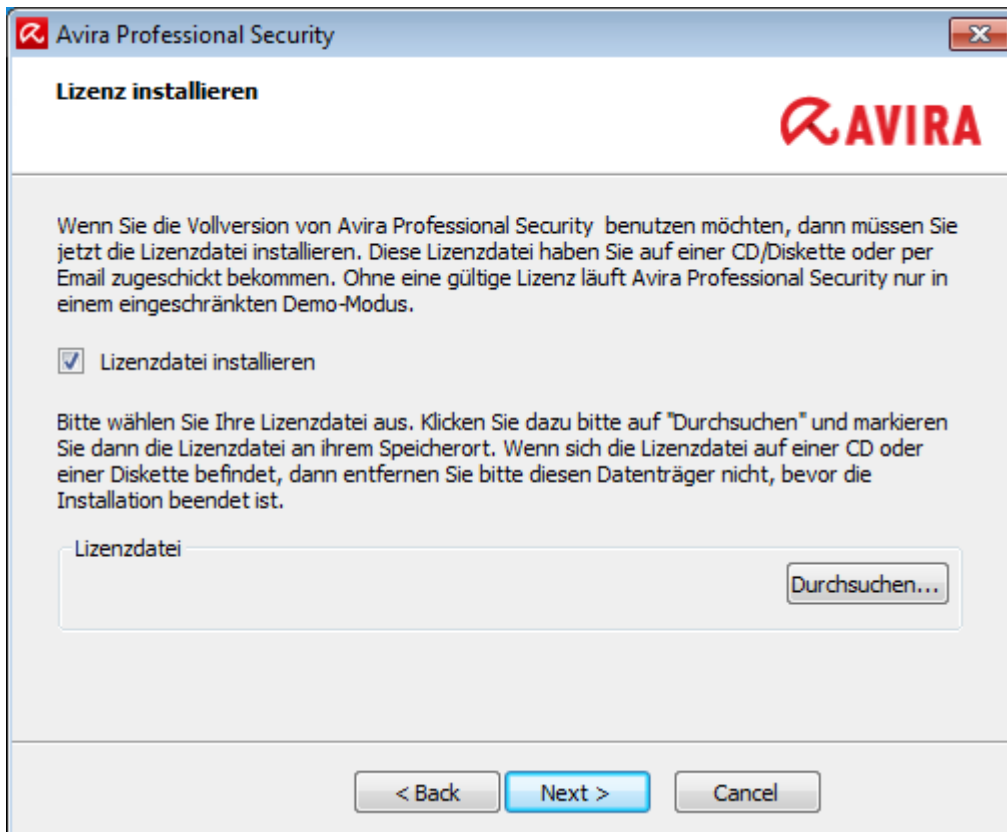 Avira Professional Security
Lizenz installieren
AVIRA
Wenn Sie die Vollversion von Avira Professional Security  benutzen möchten, dann müssen Sie
jetzt die Lizenzdatei installieren. Diese Lizenzdatei haben Sie auf einer CD/Diskette oder per
Email zugeschickt bekommen. Ohne eine gültige Lizenz läuft Avira Professional Security nur in
einem eingeschränkten Demo-Modus.
Lizenzdatei installieren
Bitte wählen Sie Ihre Lizenzdatei aus. Klicken Sie dazu bitte auf "Durchsuchen" und markieren
Sie dann die Lizenzdatei an ihrem Speicherort. Wenn sich die Lizenzdatei auf einer CD oder
einer Diskette befindet, dann entfernen Sie bitte diesen Datenträger nicht, bevor die
Installation beendet ist.
Lizenzdatei
Durchsuchen...
< Back
Next >
Cancel